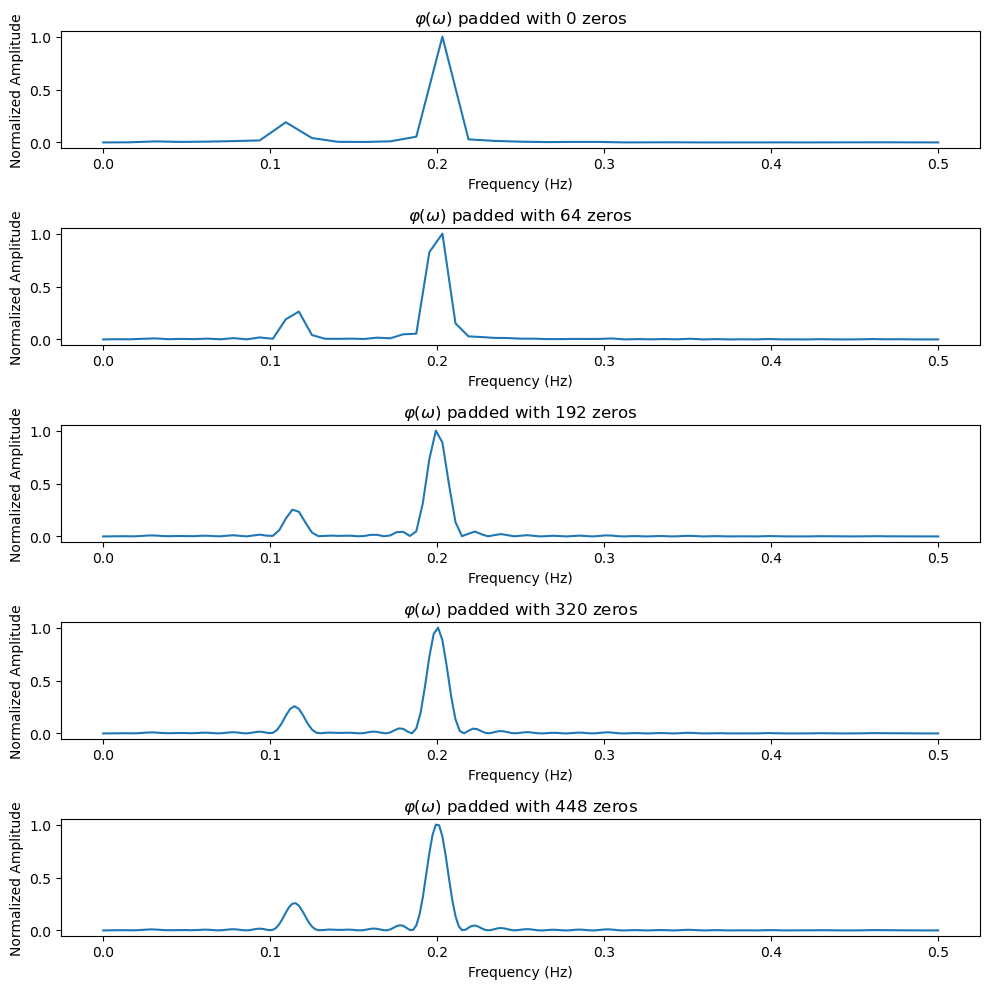 φ(ω) padded with 0 zeros
Normalized Amplitude
1.0
0.5
0.0
0.0 0.1 0.2 0.3 0.4 0.5
Frequency (Hz)
φ(ω) padded with 64 zeros
Normalized Amplitude
1.0
0.5
0.0
0.0 0.1 0.2 0.3 0.4 0.5
Frequency (Hz)
φ(ω) padded with 192 zeros
Normalized Amplitude
1.0
0.5
0.0
0.0 0.1 0.2 0.3 0.4 0.5
Frequency (Hz)
φ(ω) padded with 320 zeros
Normalized Amplitude
1.0
0.5
0.0
0.0 0.1 0.2 0.3 0.4 0.5
Frequency (Hz)
φ(ω) padded with 448 zeros
Normalized Amplitude
1.0
0.5
0.0
0.0 0.1 0.2 0.3 0.4 0.5
Frequency (Hz)